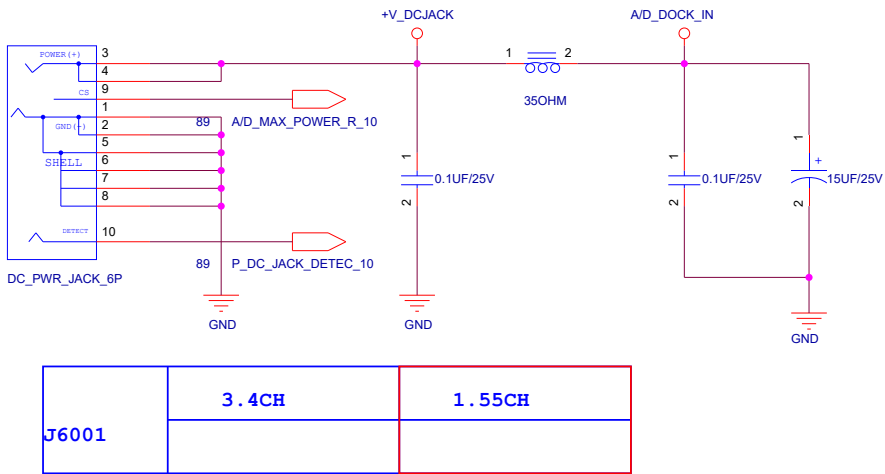 +V_DCJACK
A/D_DOCK_IN
POWER(+)
3
4
CS
9
1
GND(-)
2
5
SHELL
6
7
8
DETECT
10
DC_PWR_JACK_6P
89 A/D_MAX_POWER_R_10
89 P_DC_JACK_DETEC_10
GND
1
2
35OHM
1
0.1UF/25V
2
GND
1
0.1UF/25V
2
1
+
15UF/25V
2
GND
J6001
3.4CH
1.55CH